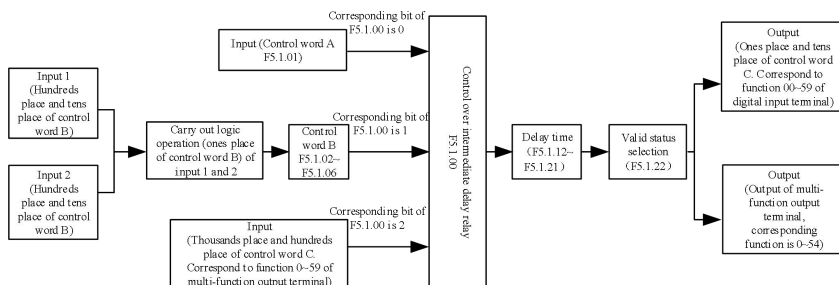 Corresponding bit of
F5.1.00 is 0
Input (Control word A
F5.1.01)
Input 1
(Hundreds
place and tens
place of control
word B)
Input 2
(Hundreds
place and tens
place of control
word B)
Carry out logic
operation (ones place
of control word B) of
input 1 and 2
Control
word B
F5.1.02~
F5.1.06
Corresponding bit of
F5.1.00 is 1
Corresponding bit of
F5.1.00 is 2
Input
(Thousands place and hundreds
place of control word C.
Correspond to function 0~59 of
multi-function output terminal)
Control over intermediate delay relay
F5.1.00
Delay time
(F5.1.12~
F5.1.21)
Valid status
selection
(F5.1.22)
Output
(Ones place and tens
place of control word
C. Correspond to
function 00~59 of
digital input terminal)
Output
(Output of multi-
function output
terminal,
corresponding
function is 0~54)